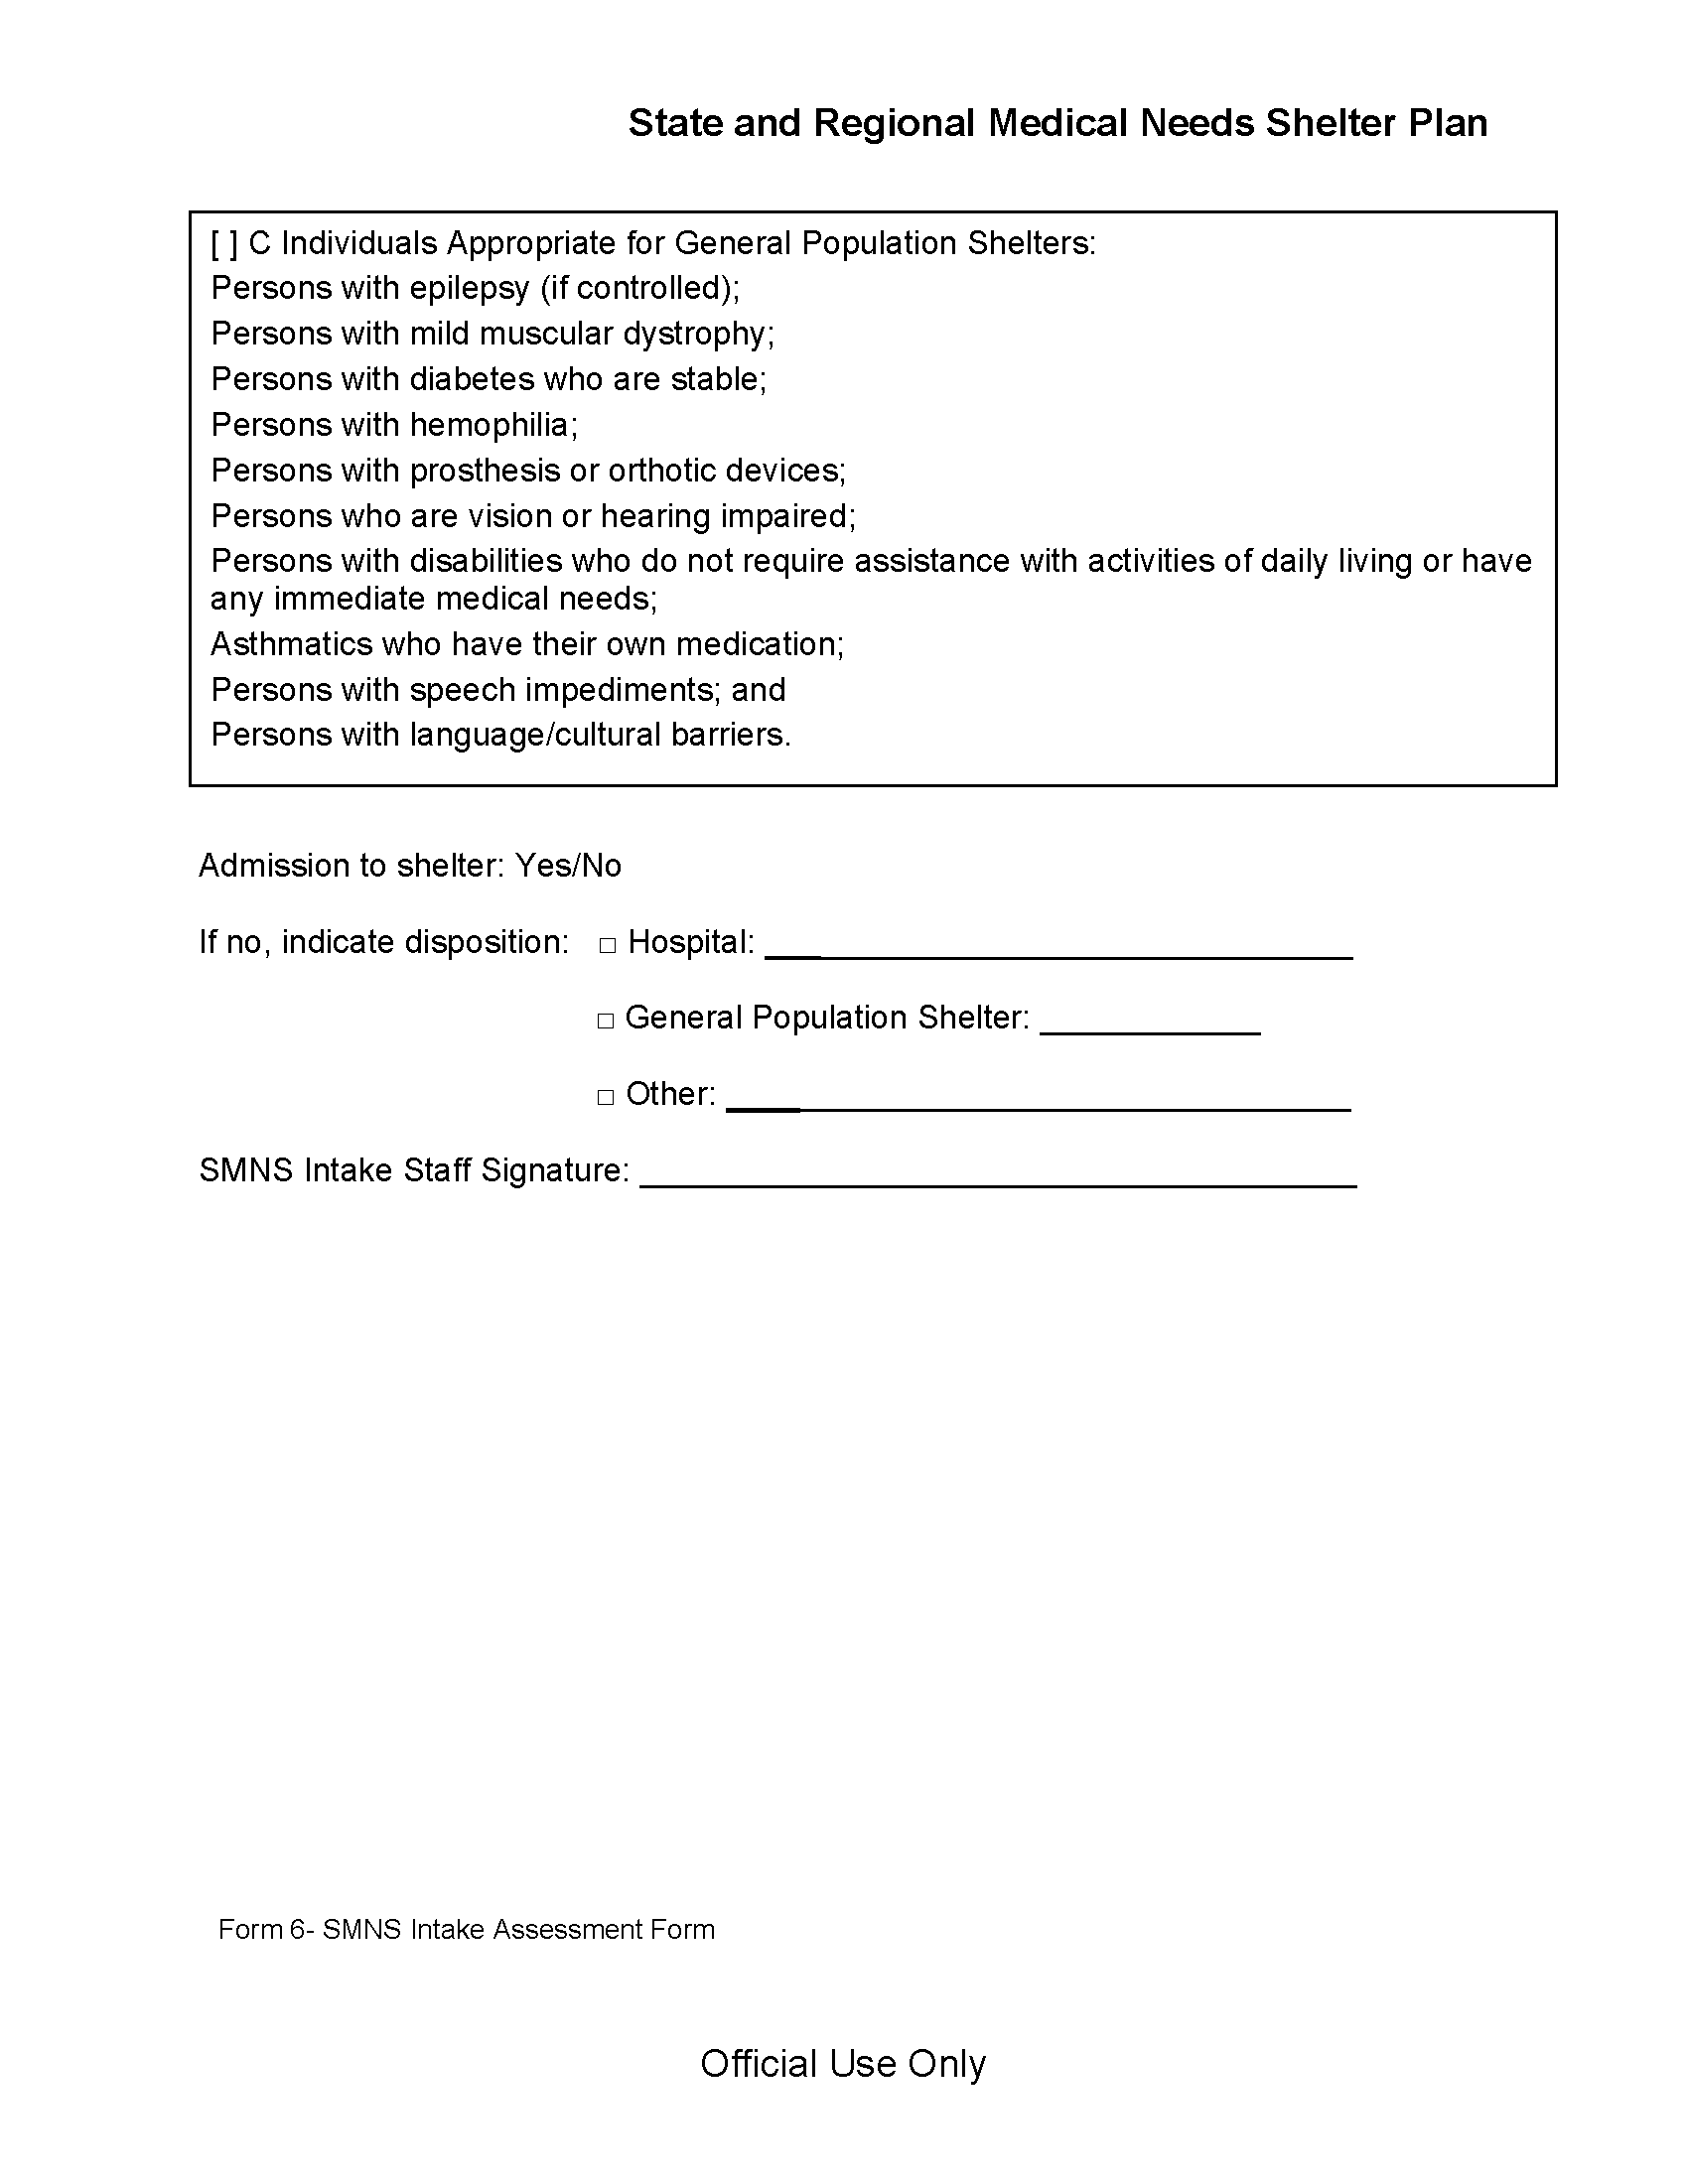 State and Regional Medical Needs Shelter Plan
[ ] C Individuals Appropriate for General Population Shelters:
Persons with epilepsy (if controlled);
Persons with mild muscular dystrophy;
Persons with diabetes who are stable;
Persons with hemophilia;
Persons with prosthesis or orthotic devices;
Persons who are vision or hearing impaired;
Persons with disabilities who do not require assistance with activities of daily living or have
any immediate medical needs;
Asthmatics who have their own medication;
Persons with speech impediments; and
Persons with language/cultural barriers.
Admission to shelter: Yes/No
If no, indicate disposition: □ Hospital: ___
□ General Population Shelter: ___
□ Other: ___
SMNS Intake Staff Signature: ___
Form 6- SMNS Intake Assessment Form
Official Use Only